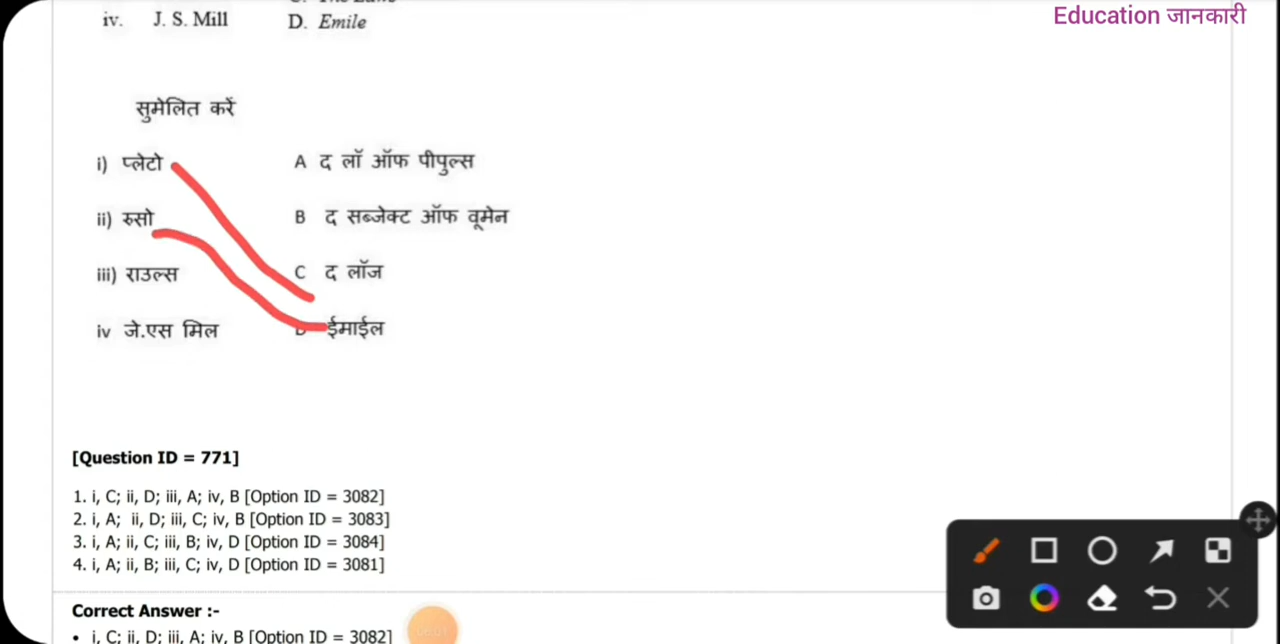 Education जानकारी
iv. J. S. Mill D. Emile
सुमेलित करें
i) प्लेटो A द लॉ ऑफ पीपुल्स
ii) रुसो B द सब्जेक्ट ऑफ वूमेन
iii) राउल्स C द लॉज
iv जे.एस मिल D ईमाईल
[Question ID = 771]
1. i, C; ii, D; iii, A; iv, B [Option ID = 3082]
2. i, A; ii, D; iii, C; iv, B [Option ID = 3083]
3. i, A; ii, C; iii, B; iv, D [Option ID = 3084]
4. i, A; ii, B; iii, C; iv, D [Option ID = 3081]
Correct Answer :-
• i, C; ii, D; iii, A; iv, B [Option ID = 3082]